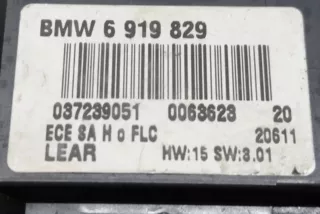 BMW 6 919 829
037239051 0063623 20
ECE SA H o FLC 20611
LEAR HW:15 SW:3.01